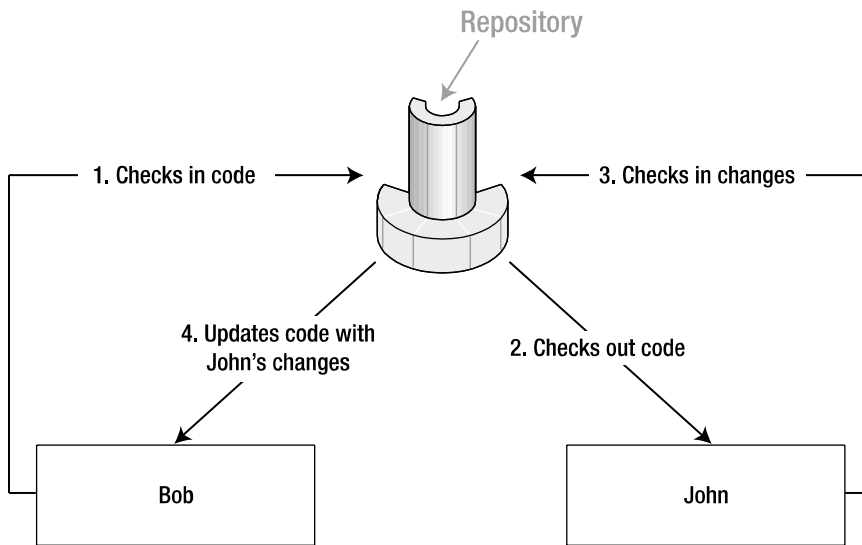 Repository
1. Checks in code
3. Checks in changes
4. Updates code with
John's changes
2. Checks out code
Bob
John